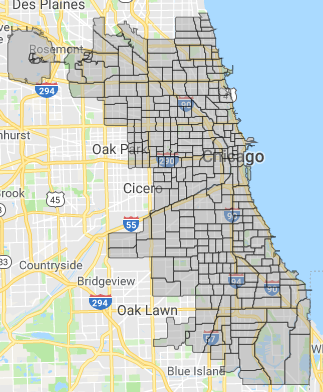 Des Plaines
Rosemont
294
90
Oak Park
290
Chicago
Cicero
45
55
Countryside
Bridgeview
294
90
Oak Lawn
57
Blue Island